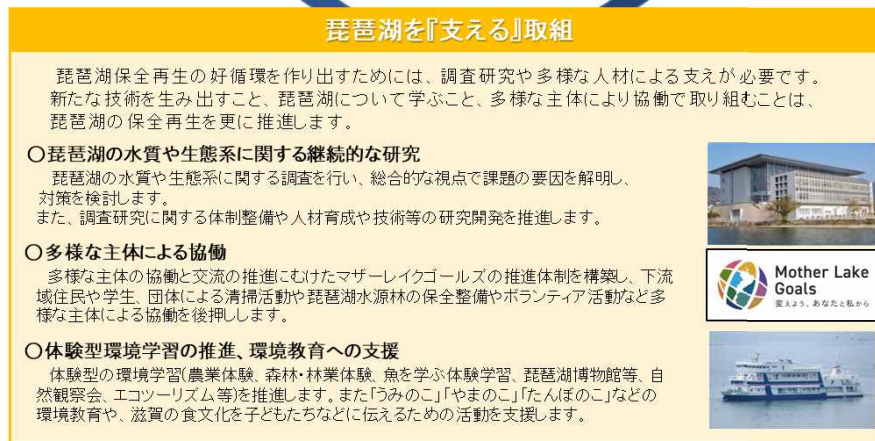 琵琶湖を『支える』取組
琵琶湖保全再生の好循環を作り出すためには、調査研究や多様な人材による支えが必要です。
新たな技術を生み出すこと、琵琶湖について学ぶこと、多様な主体により協働で取り組むことは、
琵琶湖の保全再生を更に推進します。
〇琵琶湖の水質や生態系に関する継続的な研究
琵琶湖の水質や生態系に関する調査を行い、総合的な視点で課題の要因を解明し、
対策を検討します。
また、調査研究に関する体制整備や人材育成や技術等の研究開発を推進します。
〇多様な主体による協働
多様な主体の協働と交流の推進にむけたマザーレイクゴールズの推進体制を構築し、下流
域住民や学生、団体による清掃活動や琵琶湖水源林の保全整備やボランティア活動など多
様な主体による協働を後押しします。
Mother Lake
Goals
変えよう、あなたと私から
〇体験型環境学習の推進、環境教育への支援
体験型の環境学習(農業体験、森林・林業体験、魚を学ぶ体験学習、琵琶湖博物館等、自
然観察会、エコツーリズム等)を推進します。また「うみのこ」「やまのこ」「たんぼのこ」などの
環境教育や、滋賀の食文化を子どもたちなどに伝えるための活動を支援します。